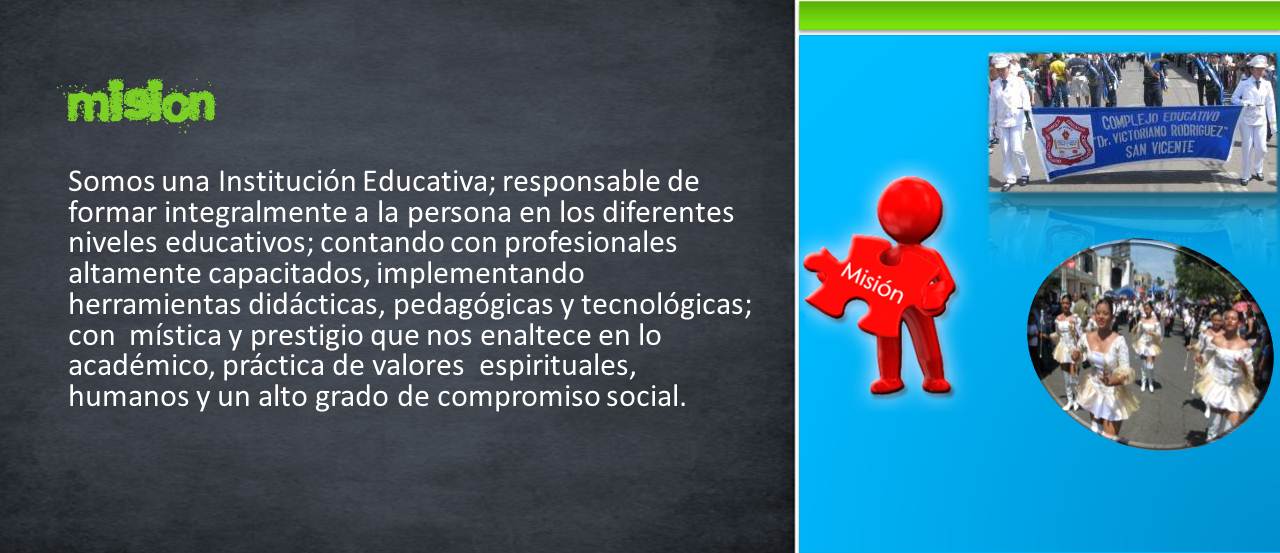 mision
Somos una Institución Educativa; responsable de
formar integralmente a la persona en los diferentes
niveles educativos; contando con profesionales
altamente capacitados, implementando
herramientas didácticas, pedagógicas y tecnológicas;
con  mística y prestigio que nos enaltece en lo
académico, práctica de valores  espirituales,
humanos y un alto grado de compromiso social.
Misión
COMPLEJO EDUCATIVO
"Dr. VICTORIANO RODRIGUEZ"
SAN VICENTE